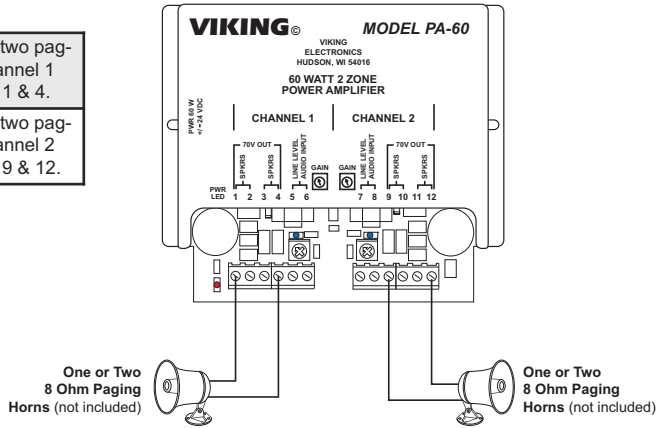 two pag-
annel 1
1 & 4.
two pag-
annel 2
9 & 12.
VIKING©
MODEL PA-60
VIKING
ELECTRONICS
HUDSON, WI 54016
60 WATT 2 ZONE
POWER AMPLIFIER
PWR 60 W
+/−24 VDC
CHANNEL 1
CHANNEL 2
70V OUT
SPKRS
SPKRS
LINE LEVEL
AUDIO INPUT
GAIN
GAIN
LINE LEVEL
AUDIO INPUT
70V OUT
SPKRS
SPKRS
PWR
LED
1 2 3 4 5 6
7 8 9 10 11 12
One or Two
8 Ohm Paging
Horns (not included)
One or Two
8 Ohm Paging
Horns (not included)